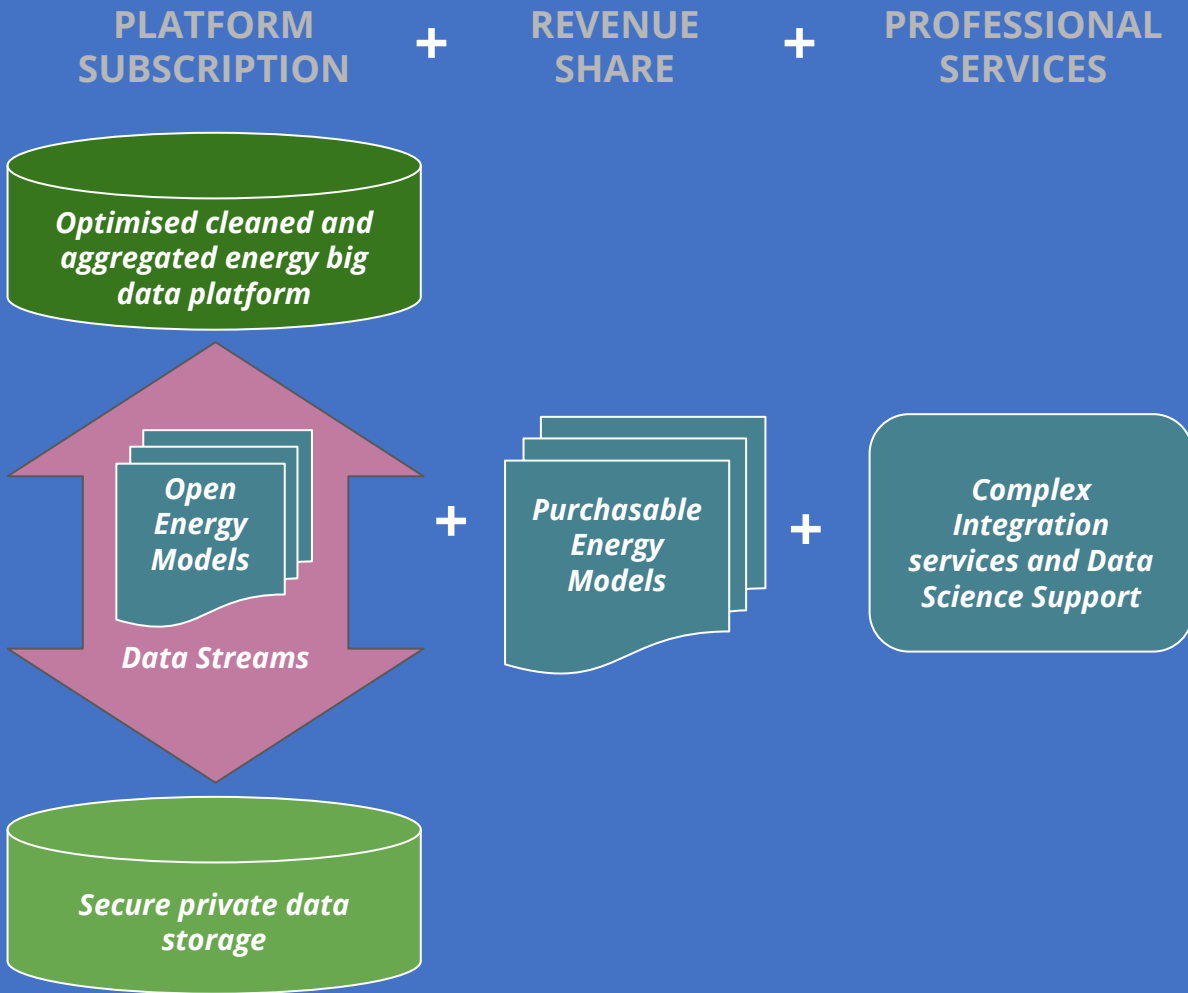 PLATFORM
SUBSCRIPTION
+
REVENUE
SHARE
+
PROFESSIONAL
SERVICES
Optimised cleaned and
aggregated energy big
data platform
Open
Energy
Models
Data Streams
+
Purchasable
Energy
Models
+
Complex
Integration
services and Data
Science Support
Secure private data
storage